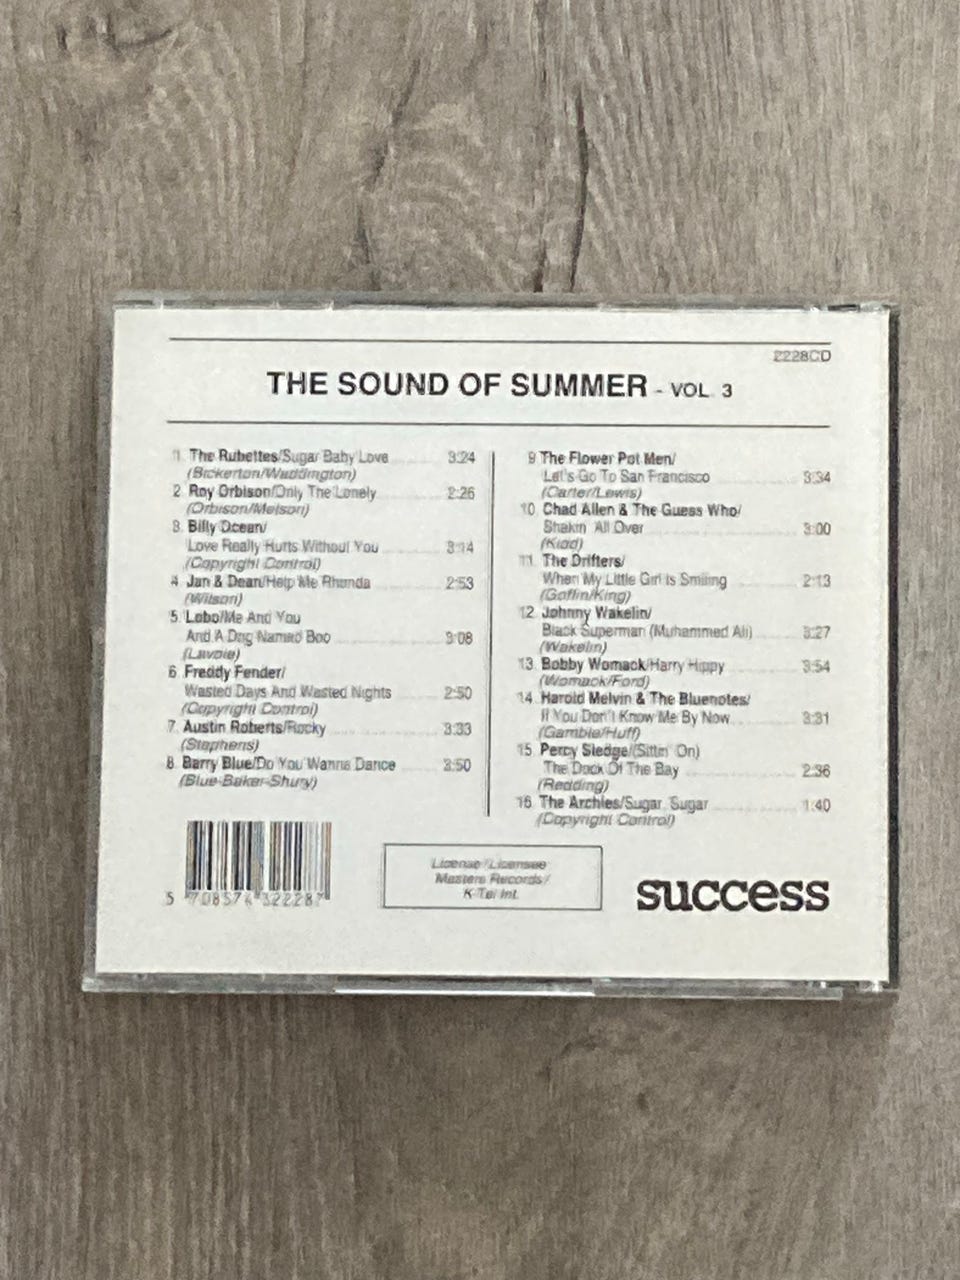 2228CD
THE SOUND OF SUMMER - VOL. 3
1. The Rubettes/Sugar Baby Love 3:24
(Bickerton/Waddington)
2. Roy Orbison/Only The Lonely 2:26
(Orbison/Melson)
3. Billy Ocean/
Love Really Hurts Without You 3:14
(Copyright Control)
4. Jan & Dean/Help Me Rhonda 2:53
(Wilson)
5. Lobo/Me And You
And A Dog Named Boo 3:08
(Lavoie)
6. Freddy Fender/
Wasted Days And Wasted Nights 2:50
(Copyright Control)
7. Austin Roberts/Rocky 3:33
(Stephens)
8. Barry Blue/Do You Wanna Dance 3:50
(Blue-Baker-Shury)
9 The Flower Pot Men/
Let's Go To San Francisco 3:34
(Carter/Lewis)
10. Chad Allen & The Guess Who/
Shakin' All Over 3:00
(Kidd)
11. The Drifters/
When My Little Girl Is Smiling 2:13
(Goffin/King)
12. Johnny Wakelin/
Black Superman (Muhammed Ali) 3:27
(Wakelin)
13. Bobby Womack/Harry Hippy 3:54
(Womack/Ford)
14. Harold Melvin & The Bluenotes/
If You Don't Know Me By Now 3:31
(Gamble/Huff)
15. Percy Sledge/(Sittin' On)
The Dock Of The Bay 2:36
(Redding)
16. The Archies/Sugar, Sugar 1:40
(Copyright Control)
5 708574 322287
License/Licensee
Masters Records/
K-Tel Int.
success